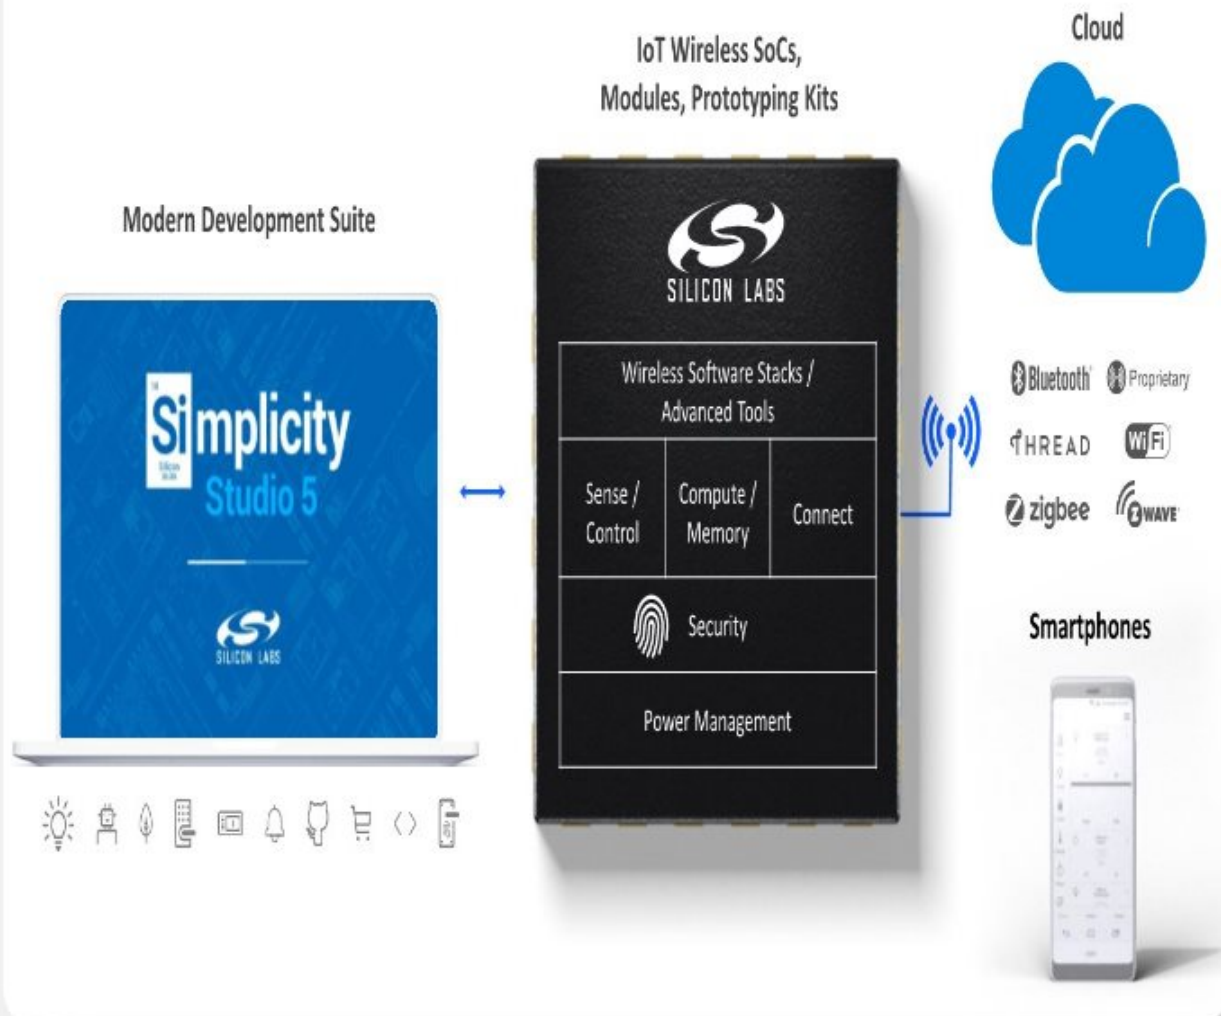 IoT Wireless SoCs,
Modules, Prototyping Kits
Cloud
Modern Development Suite
Simplicity
Studio 5
SILICON LABS
SILICON LABS
Wireless Software Stacks /
Advanced Tools
Sense /
Control
Compute /
Memory
Connect
Security
Power Management
Bluetooth
Proprietary
THREAD
WiFi
zigbee
Z WAVE
Smartphones